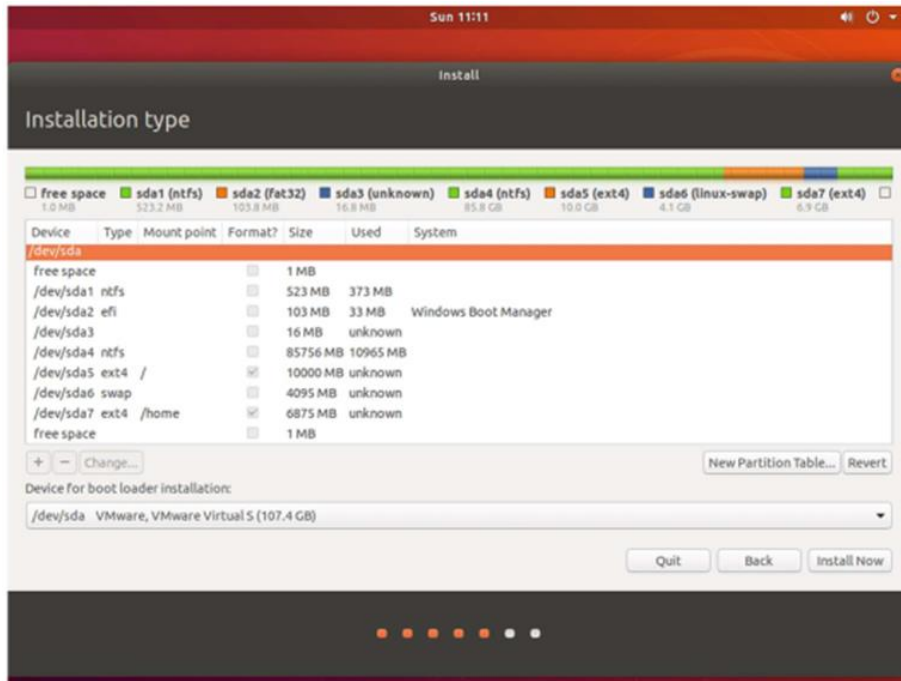 Sun 11:11
Install
Installation type
free space sda1 (ntfs) sda2 (fat32) sda3 (unknown) sda4 (ntfs) sda5 (ext4) sda6 (linux-swap) sda7 (ext4)
1.0 MB 523.2 MB 103.8 MB 16.8 MB 85.8 GB 10.0 GB 4.1 GB 6.9 GB
Device Type Mount point Format? Size Used System
/dev/sda
free space 1 MB
/dev/sda1 ntfs 523 MB 373 MB
/dev/sda2 efi 103 MB 33 MB Windows Boot Manager
/dev/sda3 16 MB unknown
/dev/sda4 ntfs 85756 MB 10965 MB
/dev/sda5 ext4 / 10000 MB unknown
/dev/sda6 swap 4095 MB unknown
/dev/sda7 ext4 /home 6875 MB unknown
free space 1 MB
+ − Change... New Partition Table... Revert
Device for boot loader installation:
/dev/sda VMware, VMware Virtual S (107.4 GB)
Quit Back Install Now